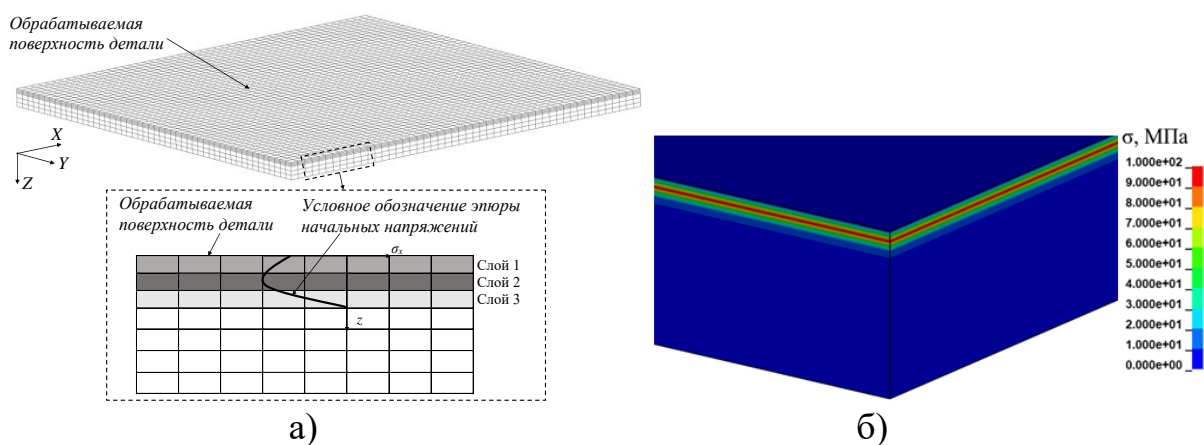 Обрабатываемая
поверхность детали
X
Y
Z
Обрабатываемая
поверхность детали
Условное обозначение эпюры
начальных напряжений
σx
Слой 1
Слой 2
Слой 3
z
а)
σ, МПа
1.000e+02
9.000e+01
8.000e+01
7.000e+01
6.000e+01
5.000e+01
4.000e+01
3.000e+01
2.000e+01
1.000e+01
0.000e+00
б)